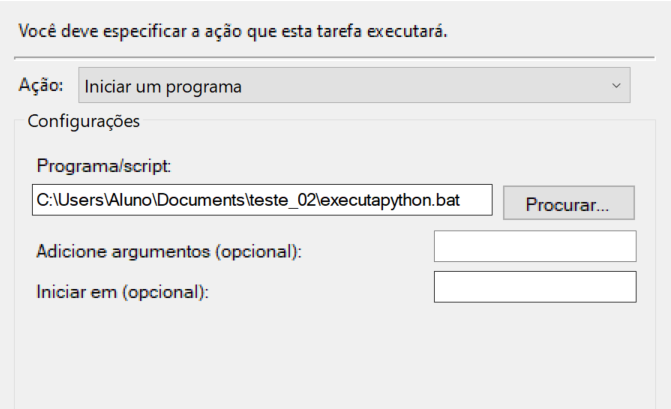 Você deve especificar a ação que esta tarefa executará.
Ação: Iniciar um programa
Configurações
Programa/script:
C:\Users\Aluno\Documents\teste_02\executapython.bat Procurar...
Adicione argumentos (opcional):
Iniciar em (opcional):